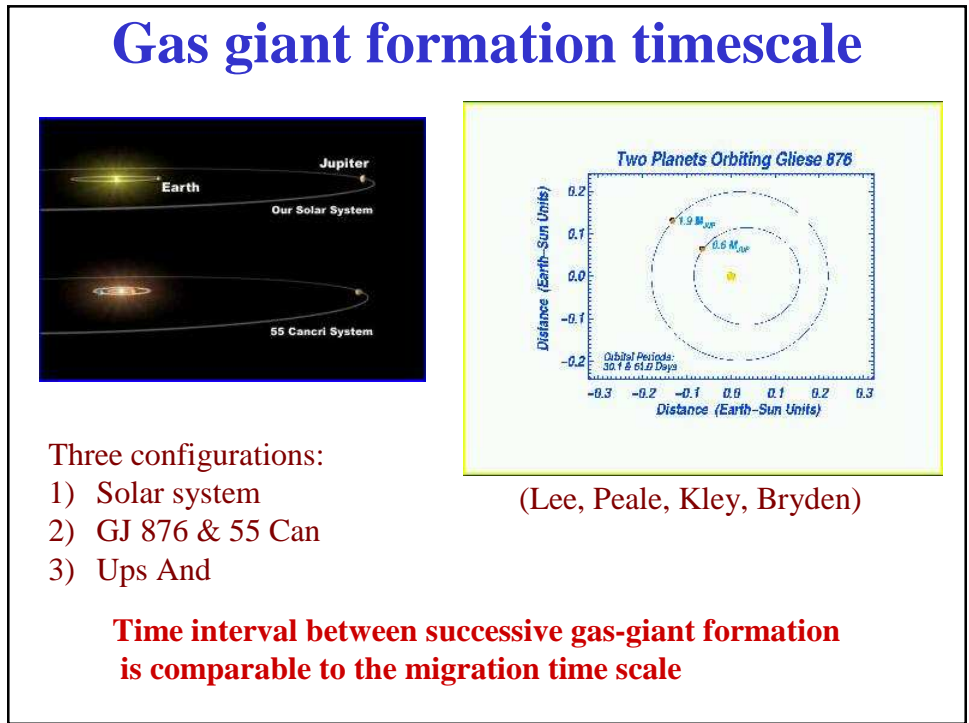 Gas giant formation timescale
Jupiter
Earth
Our Solar System
55 Cancri System
Two Planets Orbiting Gliese 876
Distance (Earth-Sun Units)
0.2
0.1
0.0
-0.1
-0.2
1.9 MJUP
0.6 MJUP
Orbital Periods:
30.1 & 61.0 Days
-0.3 -0.2 -0.1 0.0 0.1 0.2 0.3
Distance (Earth-Sun Units)
(Lee, Peale, Kley, Bryden)
Three configurations:
1) Solar system
2) GJ 876 & 55 Can
3) Ups And
Time interval between successive gas-giant formation
is comparable to the migration time scale